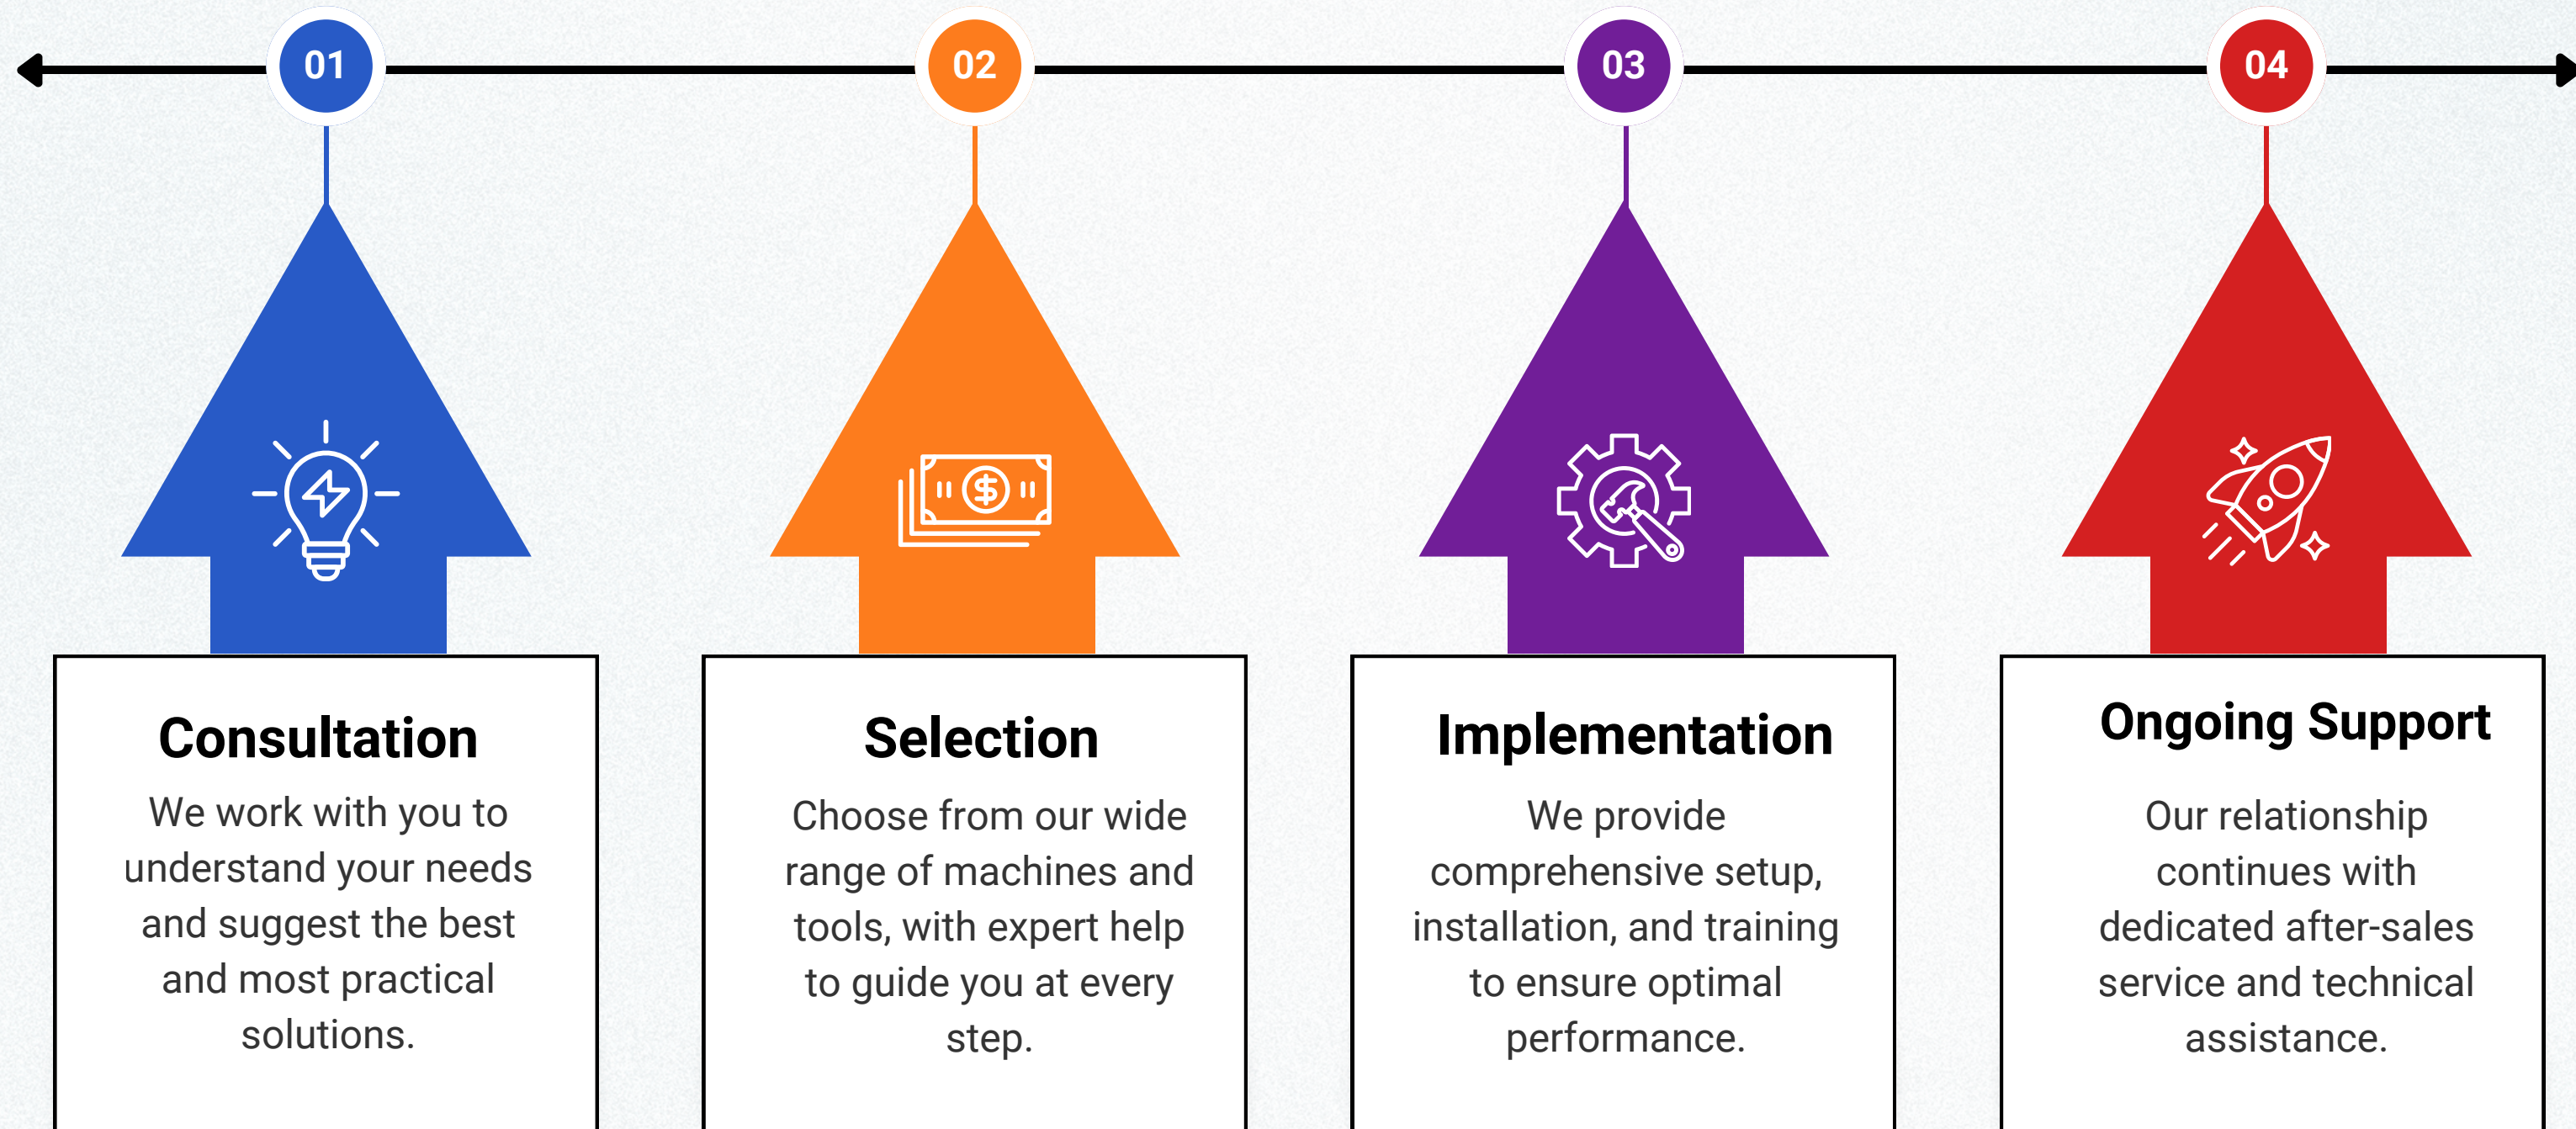 01
02
03
04
Consultation
We work with you to
understand your needs
and suggest the best
and most practical
solutions.
Selection
Choose from our wide
range of machines and
tools, with expert help
to guide you at every
step.
Implementation
We provide
comprehensive setup,
installation, and training
to ensure optimal
performance.
Ongoing Support
Our relationship
continues with
dedicated after-sales
service and technical
assistance.